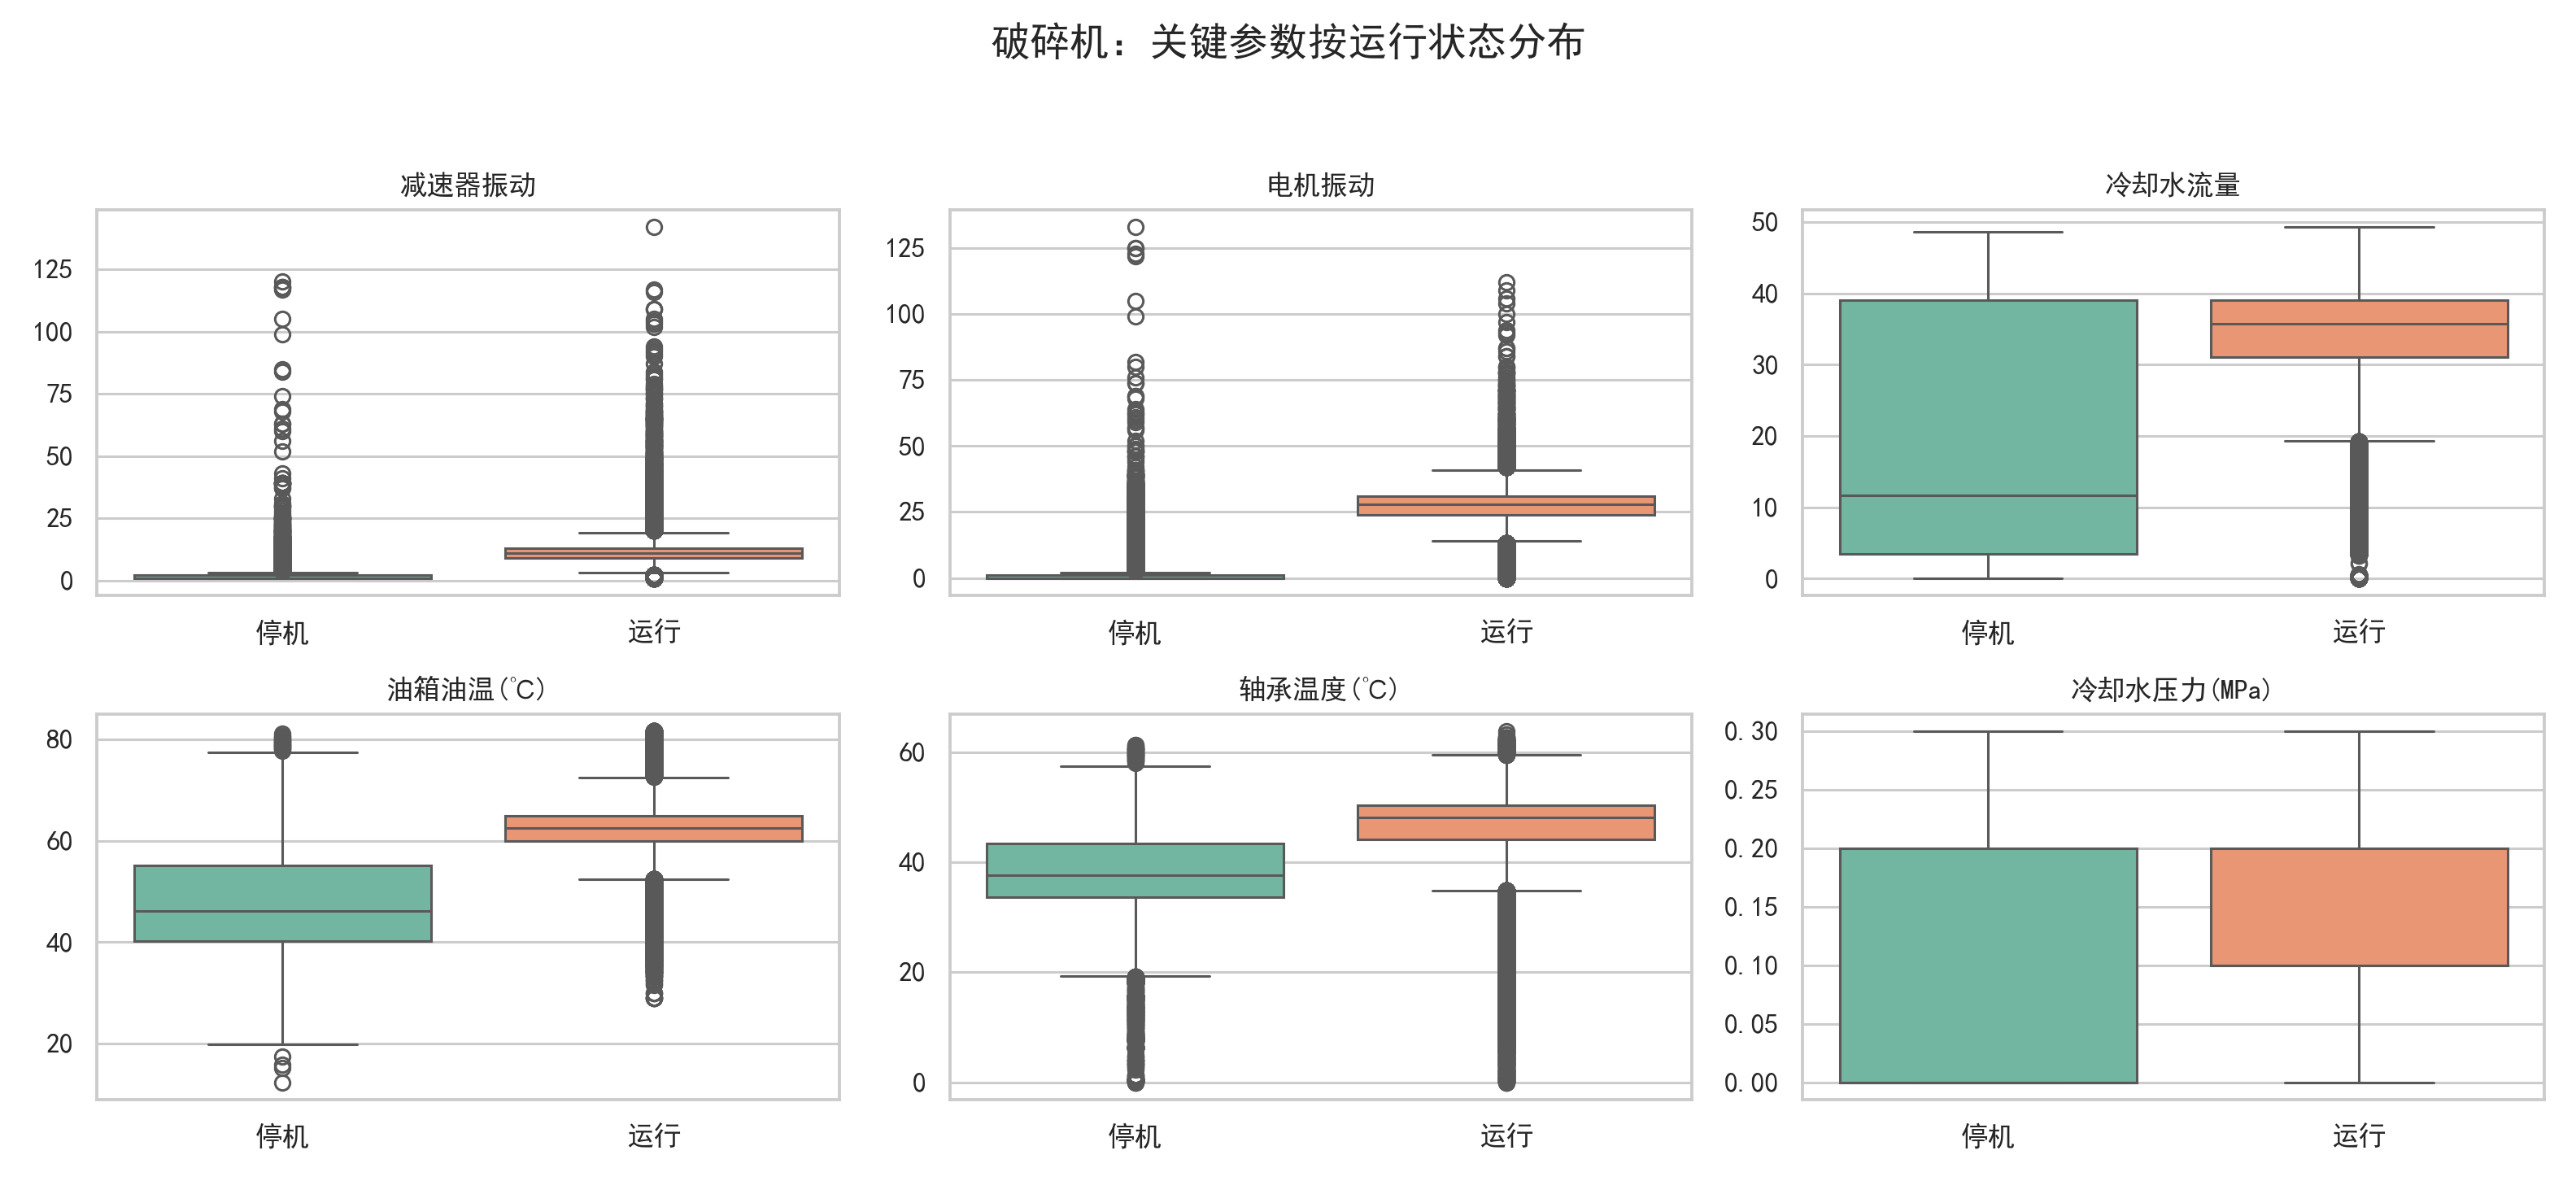 破碎机：关键参数按运行状态分布
减速器振动
125
100
75
50
25
0
停机
运行
电机振动
125
100
75
50
25
0
停机
运行
冷却水流量
50
40
30
20
10
0
停机
运行
油箱油温(℃)
80
60
40
20
停机
运行
轴承温度(℃)
60
40
20
0
停机
运行
冷却水压力(MPa)
0.30
0.25
0.20
0.15
0.10
0.05
0.00
停机
运行